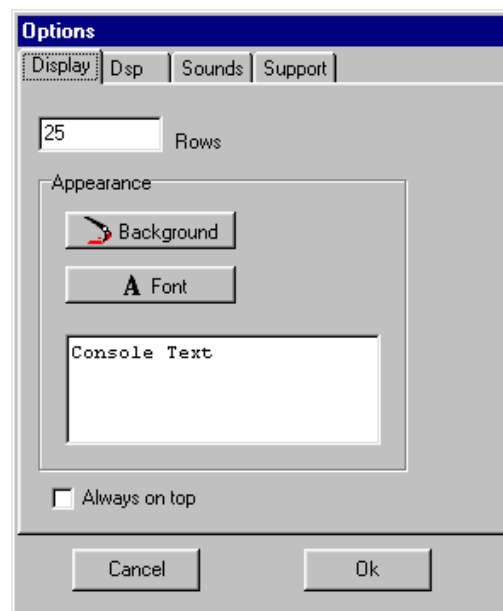 Options
Display Dsp Sounds Support
25 Rows
Appearance
Background
A Font
Console Text
Always on top
Cancel Ok